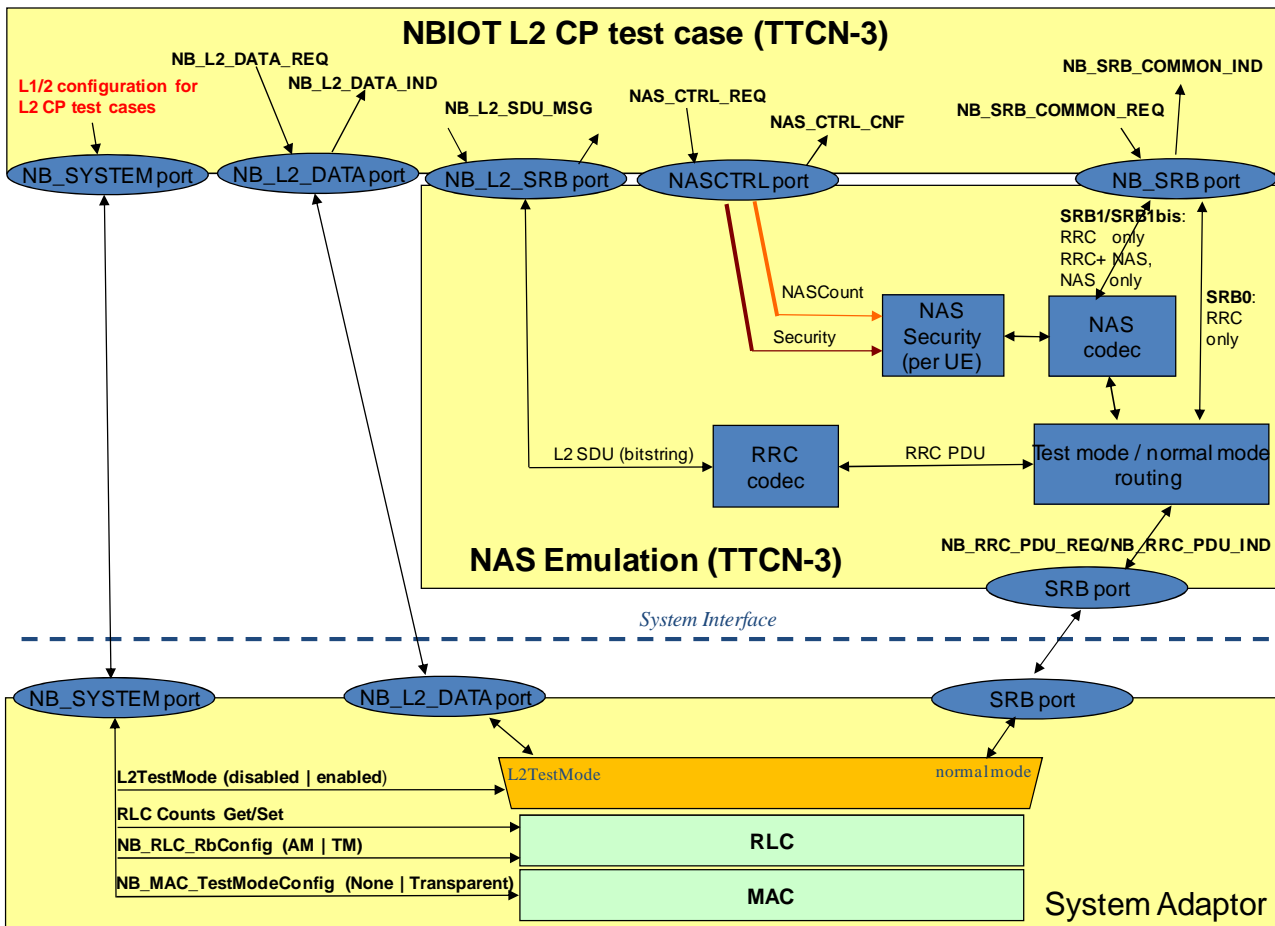 NBIOT L2 CP test case (TTCN-3)
NB_L2_DATA_REQ
NB_L2_DATA_IND
L1/2 configuration for
L2 CP test cases
NB_L2_SDU_MSG
NAS_CTRL_REQ
NAS_CTRL_CNF
NB_SRB_COMMON_IND
NB_SRB_COMMON_REQ
NB_SYSTEM port
NB_L2_DATA port
NB_L2_SRB port
NASCTRL port
NB_SRB port
SRB1/SRB1bis:
RRC only
RRC+ NAS,
NAS only
SRB0:
RRC
only
NASCount
Security
NAS
Security
(per UE)
NAS
codec
L2 SDU (bitstring)
RRC
codec
RRC PDU
Test mode / normal mode
routing
NB_RRC_PDU_REQ/NB_RRC_PDU_IND
NAS Emulation (TTCN-3)
SRB port
System Interface
NB_SYSTEM port
NB_L2_DATA port
SRB port
L2TestMode (disabled | enabled)
L2TestMode
normal mode
RLC Counts Get/Set
NB_RLC_RbConfig (AM | TM)
RLC
NB_MAC_TestModeConfig (None | Transparent)
MAC
System Adaptor